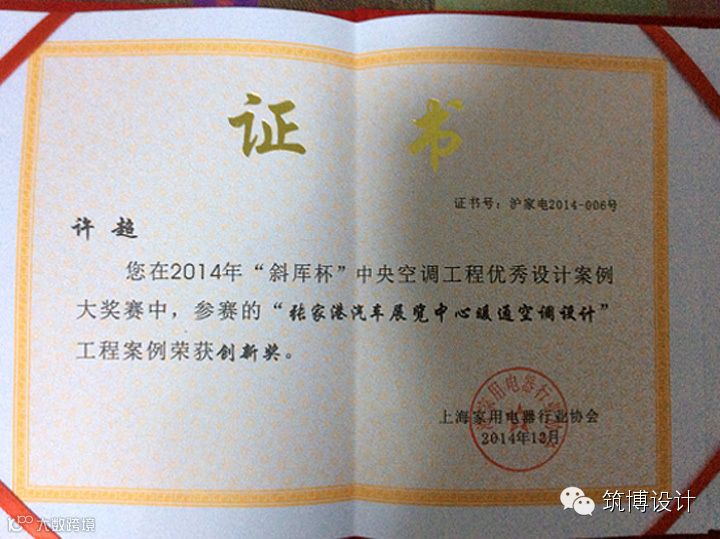 证书
证书号：沪家电2014-006号
许超
您在2014年“斜厍杯”中央空调工程优秀设计案例
大奖赛中，参赛的“张家港汽车展览中心暖通空调设计”
工程案例荣获创新奖。
上海家用电器行业协会
2014年12月
筑博设计
大数跨境